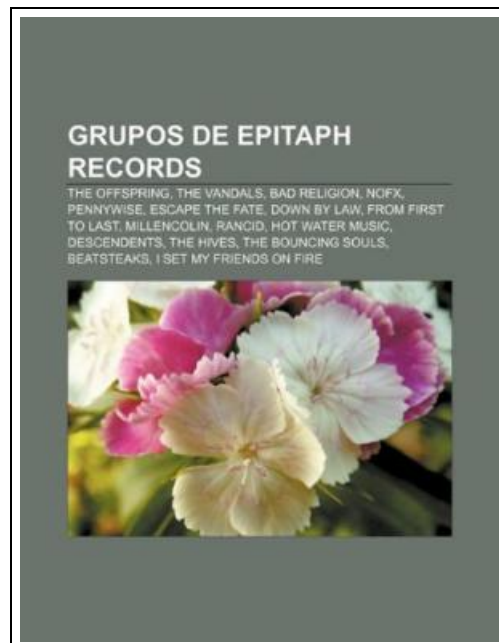 GRUPOS DE EPITAPH
RECORDS
THE OFFSPRING, THE VANDALS, BAD RELIGION, NOFX,
PENNYWISE, ESCAPE THE FATE, DOWN BY LAW, FROM FIRST
TO LAST, MILLENCOLIN, RANCID, HOT WATER MUSIC,
DESCENDENTS, THE HIVES, THE BOUNCING SOULS,
BEATSTEAKS, I SET MY FRIENDS ON FIRE